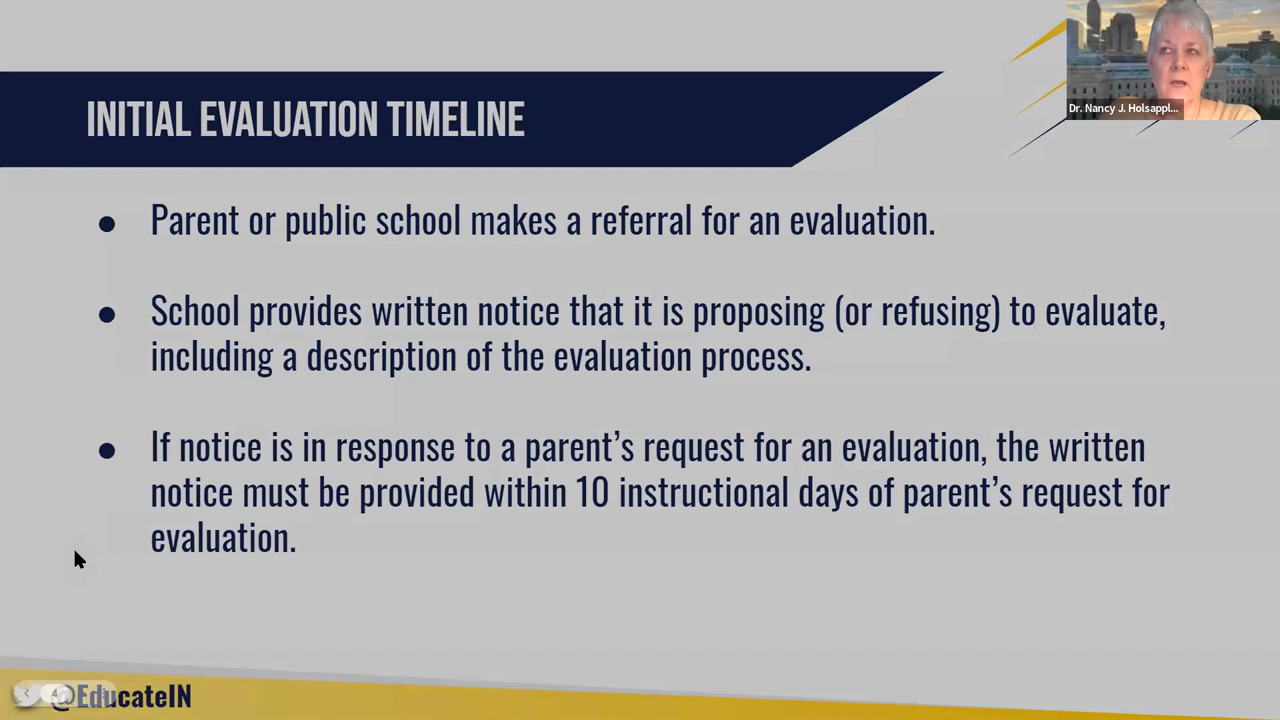 INITIAL EVALUATION TIMELINE
Dr. Nancy J. Holsappl...
● Parent or public school makes a referral for an evaluation.
● School provides written notice that it is proposing (or refusing) to evaluate,
including a description of the evaluation process.
● If notice is in response to a parent’s request for an evaluation, the written
notice must be provided within 10 instructional days of parent’s request for
evaluation.
4
@EducateIN